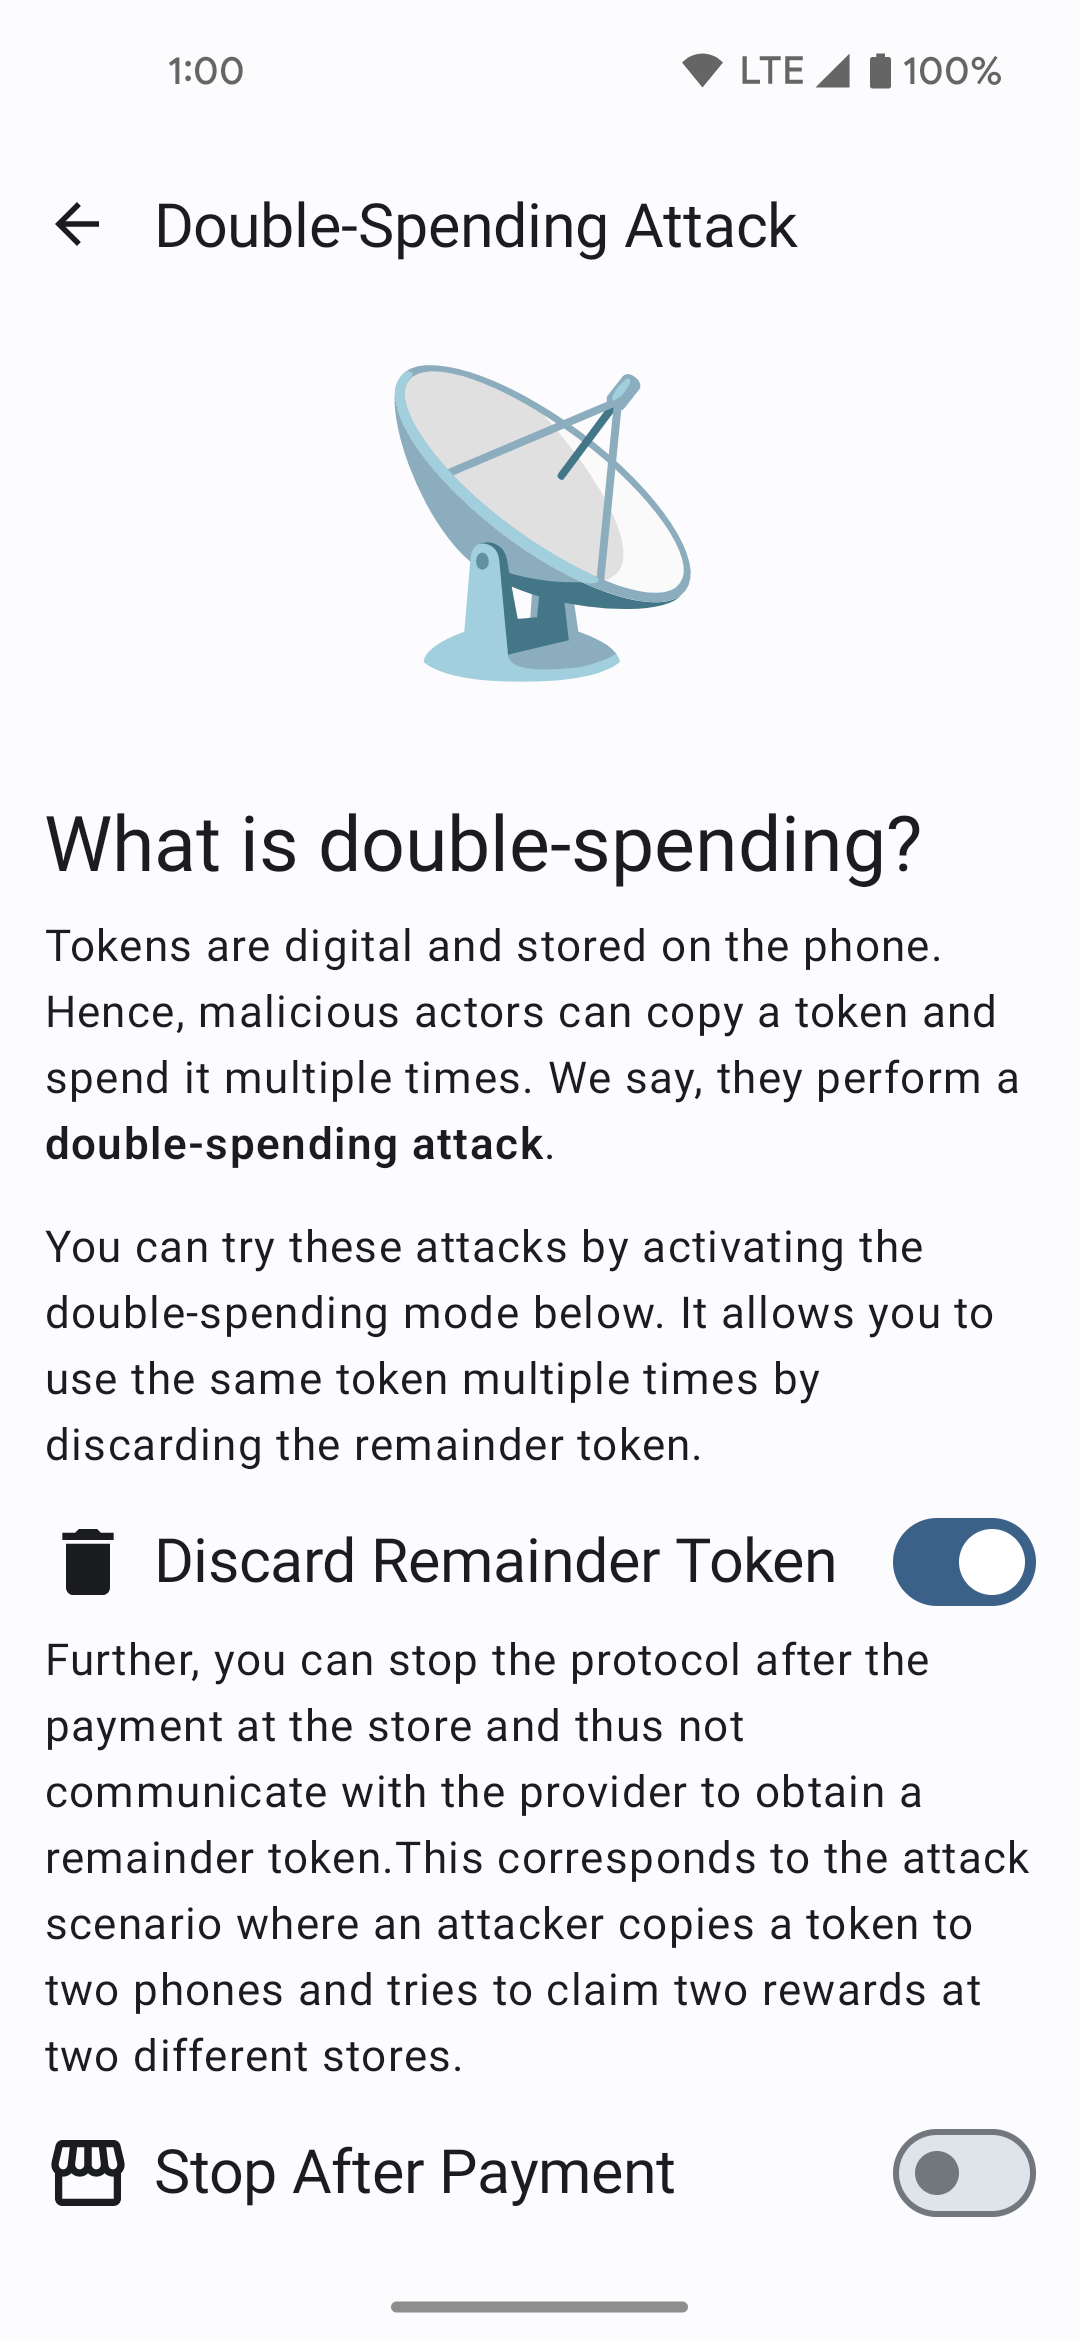 1:00 LTE 100%
Double-Spending Attack
What is double-spending?
Tokens are digital and stored on the phone.
Hence, malicious actors can copy a token and
spend it multiple times. We say, they perform a
double-spending attack.
You can try these attacks by activating the
double-spending mode below. It allows you to
use the same token multiple times by
discarding the remainder token.
Discard Remainder Token
Further, you can stop the protocol after the
payment at the store and thus not
communicate with the provider to obtain a
remainder token.This corresponds to the attack
scenario where an attacker copies a token to
two phones and tries to claim two rewards at
two different stores.
Stop After Payment